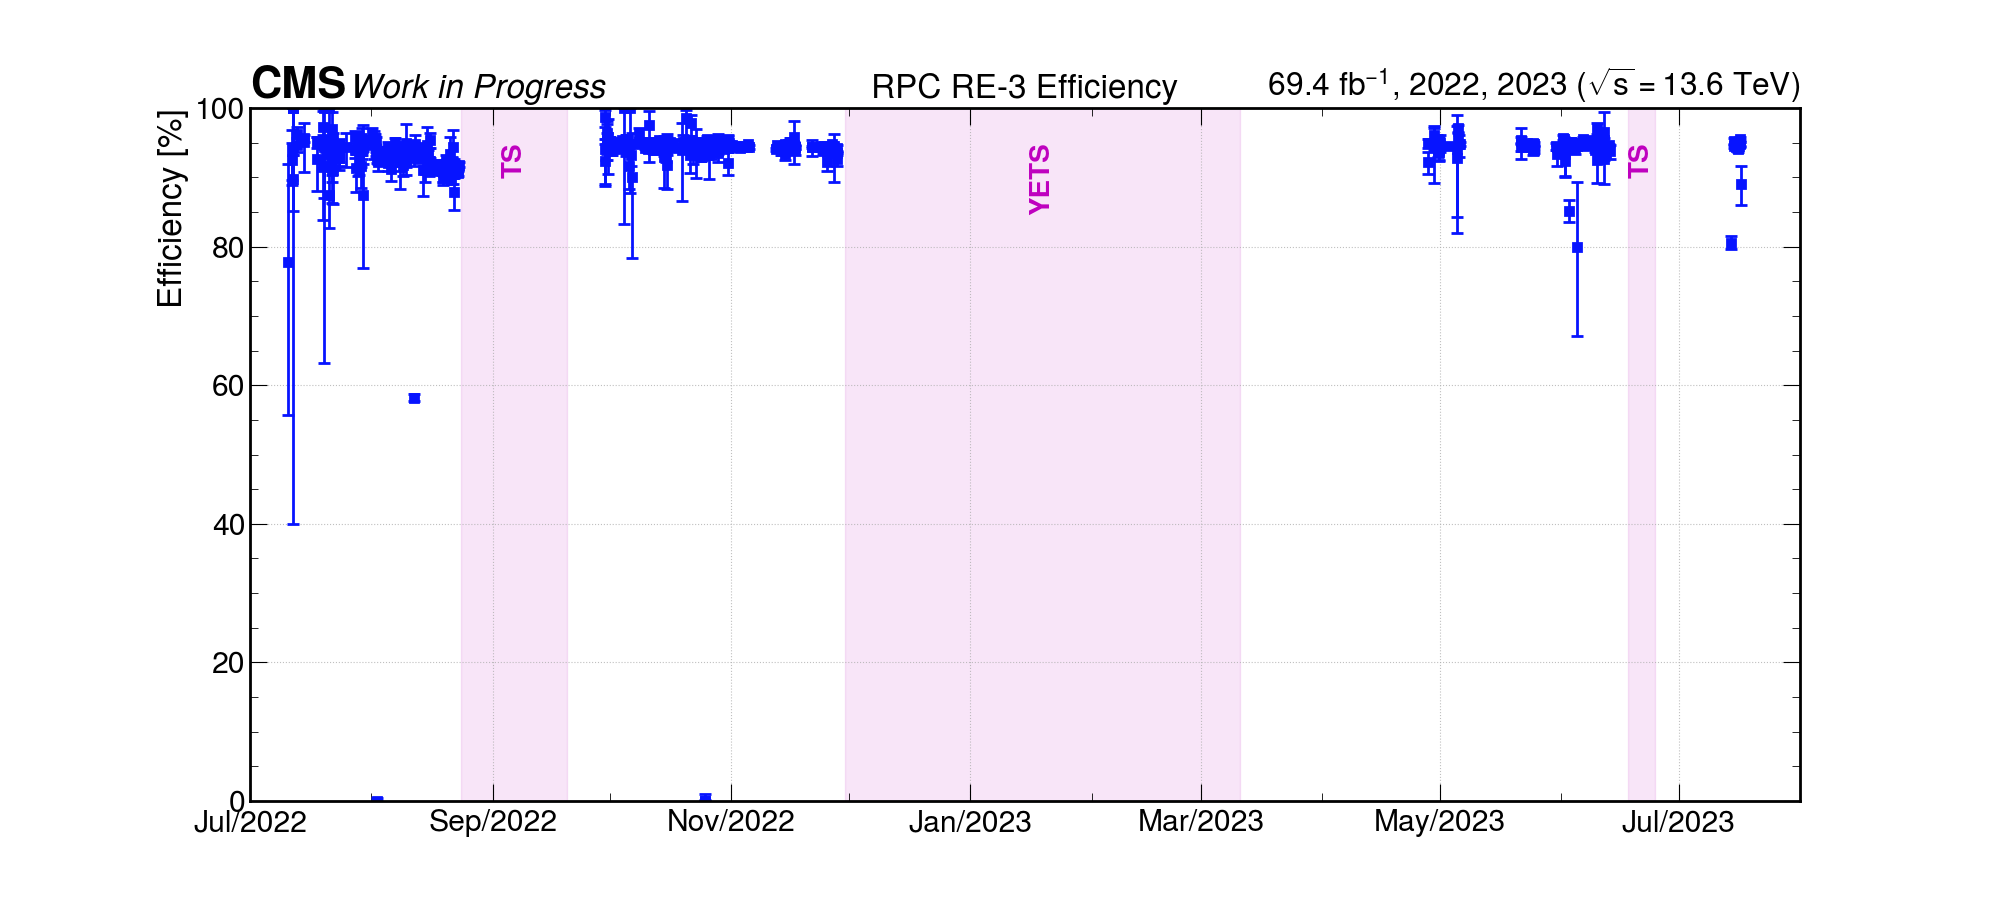 CMS Work in Progress RPC RE-3 Efficiency 69.4 fb⁻¹, 2022, 2023 (√s = 13.6 TeV)
Efficiency [%]
100
80
60
40
20
0
TS
YETS
TS
Jul/2022 Sep/2022 Nov/2022 Jan/2023 Mar/2023 May/2023 Jul/2023